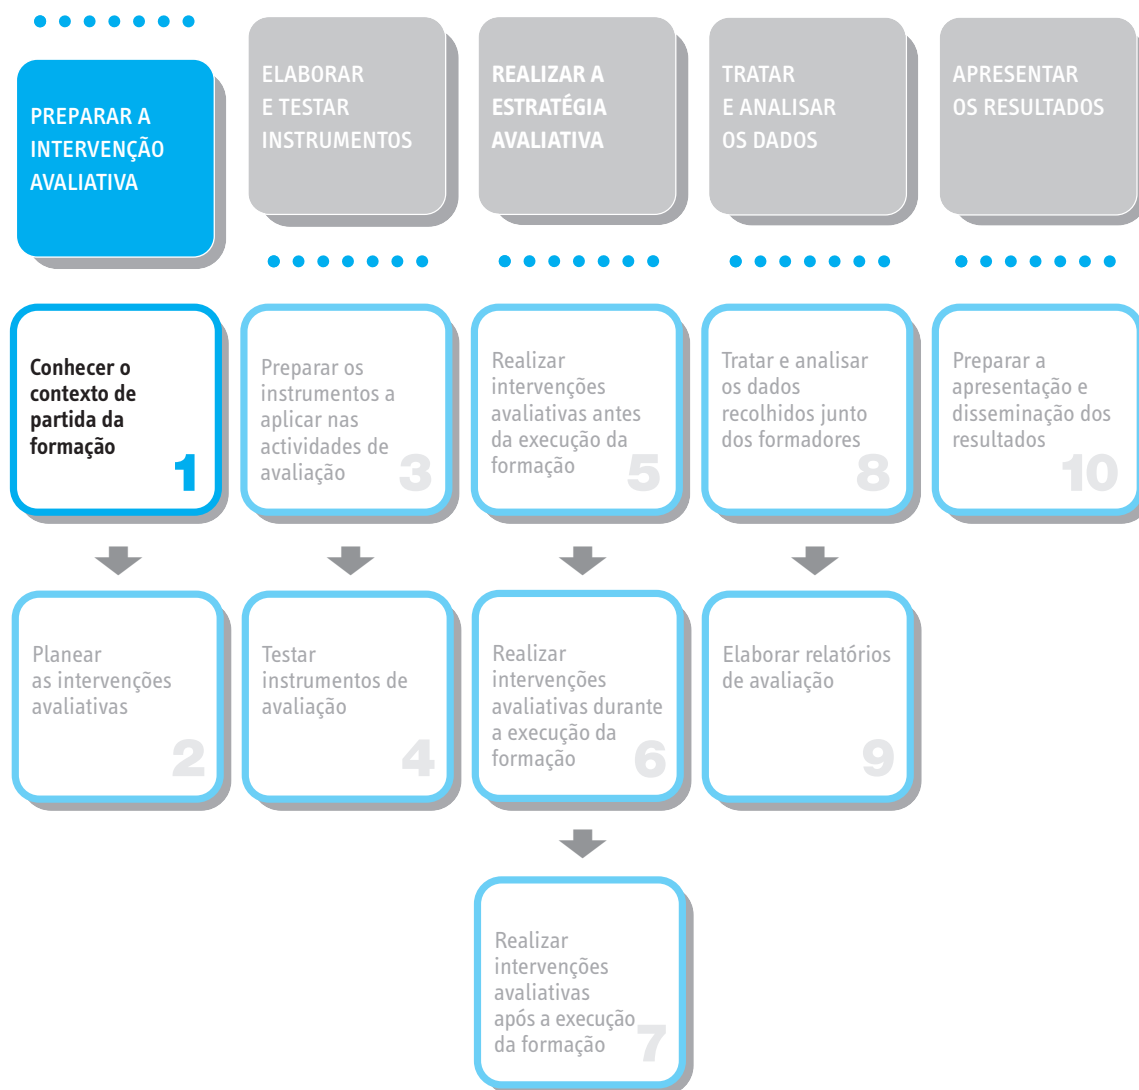 PREPARAR A
INTERVENÇÃO
AVALIATIVA
ELABORAR
E TESTAR
INSTRUMENTOS
REALIZAR A
ESTRATÉGIA
AVALIATIVA
TRATAR
E ANALISAR
OS DADOS
APRESENTAR
OS RESULTADOS
Conhecer o
contexto de
partida da
formação
1
Preparar os
instrumentos a
aplicar nas
actividades de
avaliação
3
Realizar
intervenções
avaliativas antes
da execução da
formação
5
Tratar e analisar
os dados
recolhidos junto
dos formadores
8
Preparar a
apresentação e
disseminação dos
resultados
10
Planear
as intervenções
avaliativas
2
Testar
instrumentos de
avaliação
4
Realizar
intervenções
avaliativas durante
a execução da
formação
6
Elaborar relatórios
de avaliação
9
Realizar
intervenções
avaliativas
após a execução
da formação
7